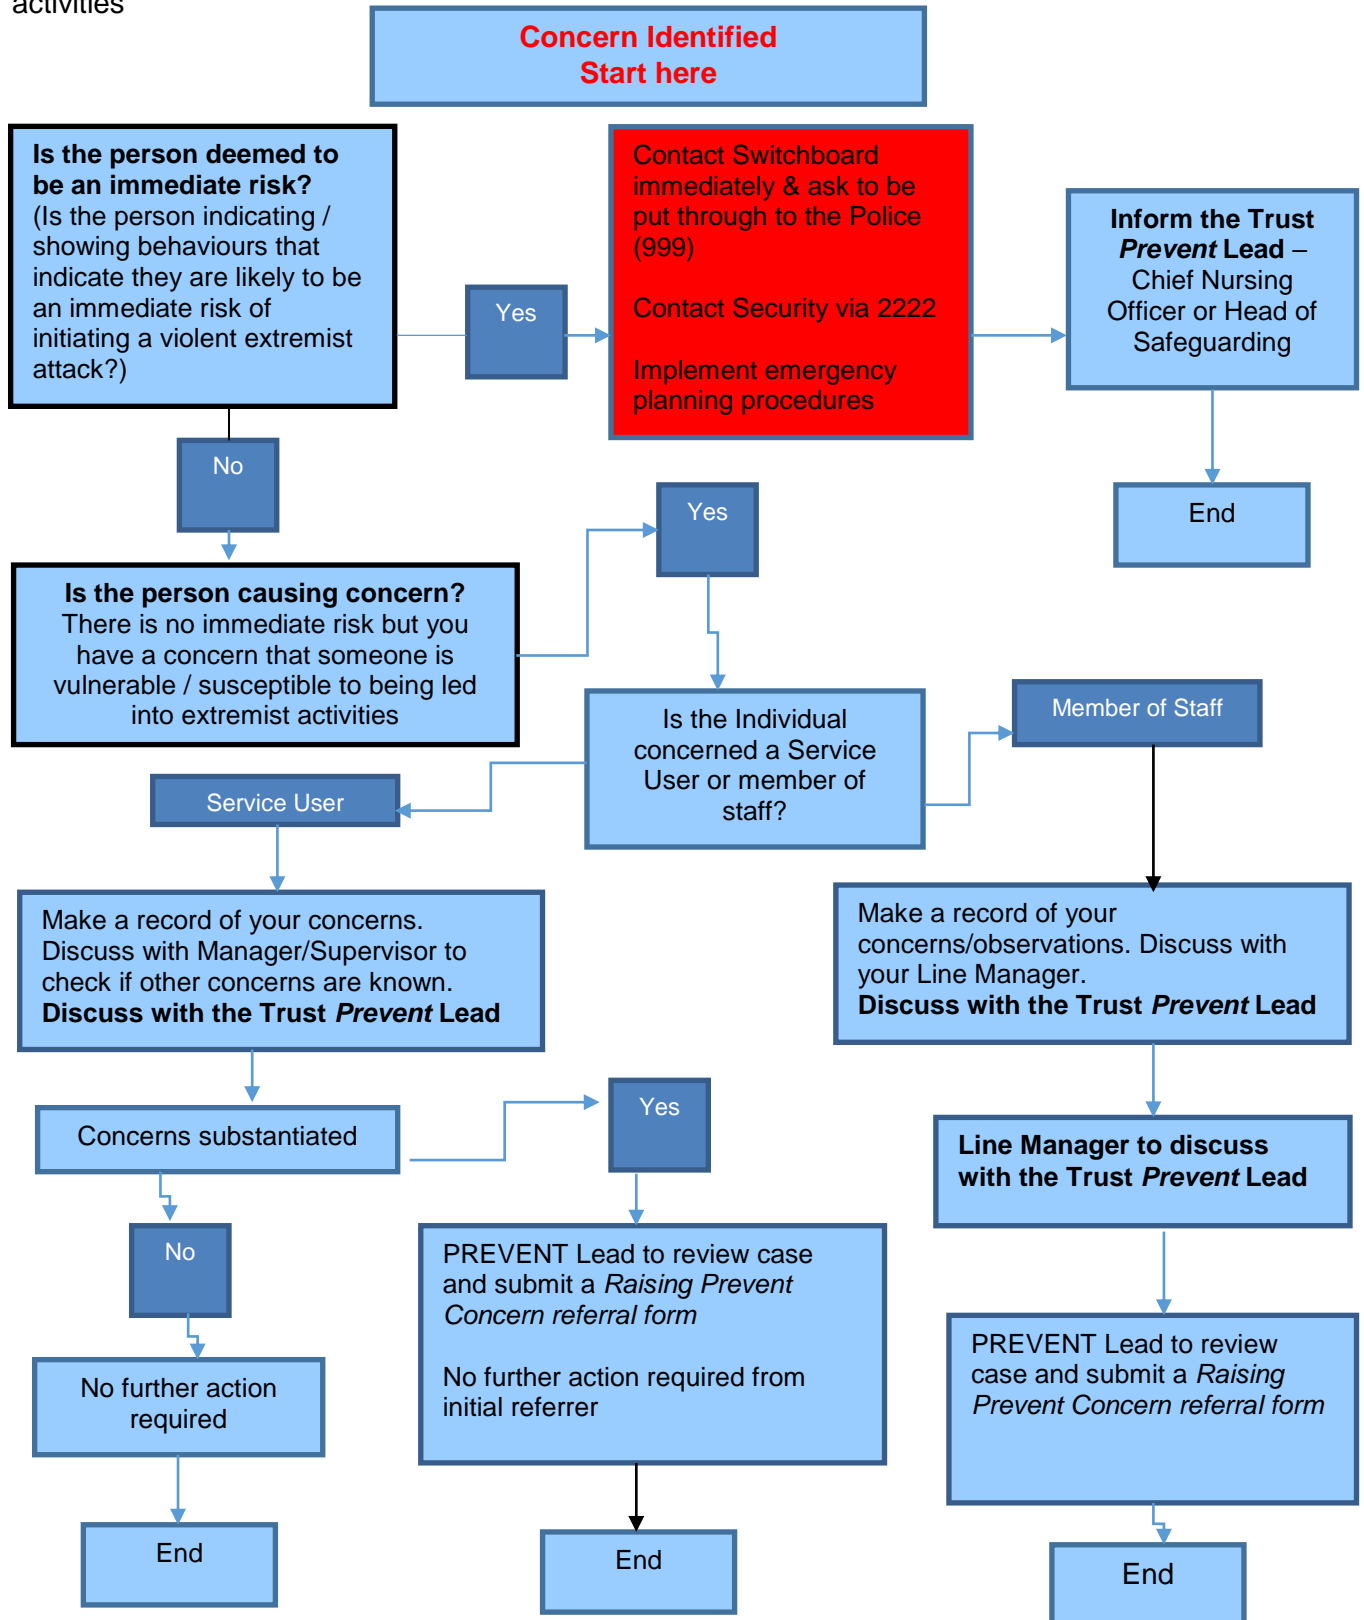 activities
Concern Identified
Start here
Is the person deemed to
be an immediate risk?
(Is the person indicating /
showing behaviours that
indicate they are likely to be
an immediate risk of
initiating a violent extremist
attack?)
Yes
Contact Switchboard
immediately & ask to be
put through to the Police
(999)
Contact Security via 2222
Implement emergency
planning procedures
Inform the Trust
Prevent Lead –
Chief Nursing
Officer or Head of
Safeguarding
End
No
Yes
Is the person causing concern?
There is no immediate risk but you
have a concern that someone is
vulnerable / susceptible to being led
into extremist activities
Is the Individual
concerned a Service
User or member of
staff?
Member of Staff
Service User
Make a record of your concerns.
Discuss with Manager/Supervisor to
check if other concerns are known.
Discuss with the Trust Prevent Lead
Make a record of your
concerns/observations. Discuss with
your Line Manager.
Discuss with the Trust Prevent Lead
Concerns substantiated
Yes
Line Manager to discuss
with the Trust Prevent Lead
No
PREVENT Lead to review case
and submit a Raising Prevent
Concern referral form
No further action required from
initial referrer
PREVENT Lead to review
case and submit a Raising
Prevent Concern referral form
No further action
required
End
End
End